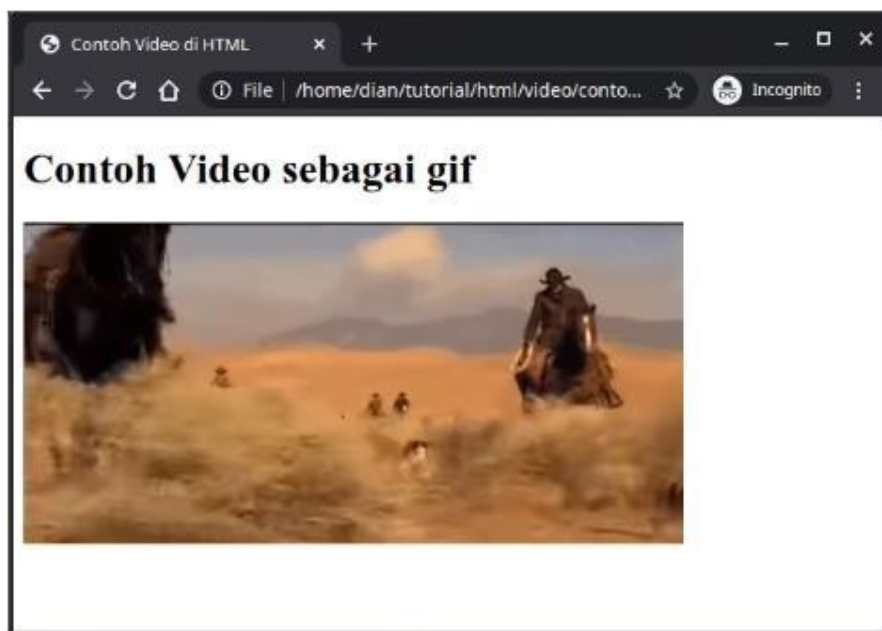 Contoh Video di HTML
File | /home/dian/tutorial/html/video/conto... Incognito
Contoh Video sebagai gif